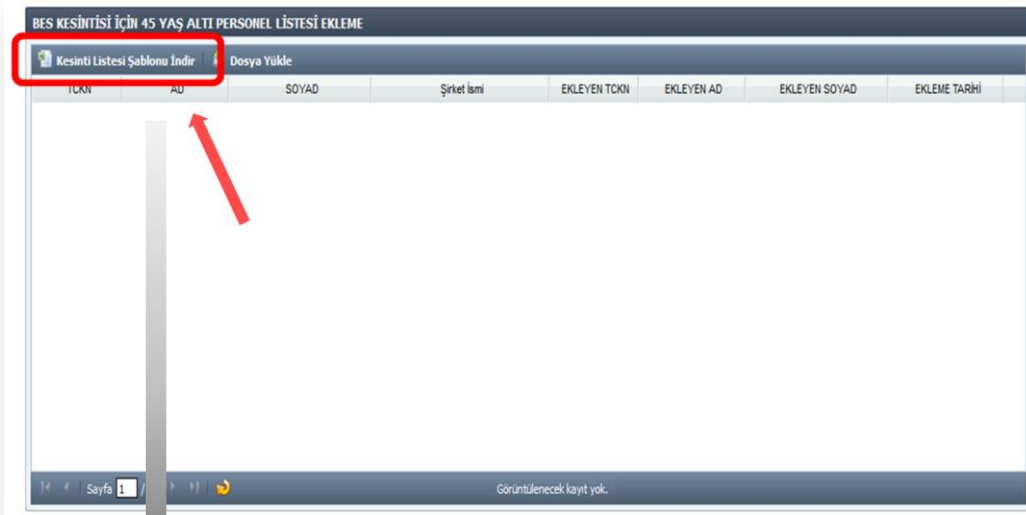 BES KESİNTİSİ İÇİN 45 YAŞ ALTI PERSONEL LİSTESİ EKLEME
Kesinti Listesi Şablonu İndir Dosya Yükle
TCKN AD SOYAD Şirket İsmi EKLEYEN TCKN EKLEYEN AD EKLEYEN SOYAD EKLEME TARİHİ
Sayfa 1 / Görüntülenecek kayıt yok.